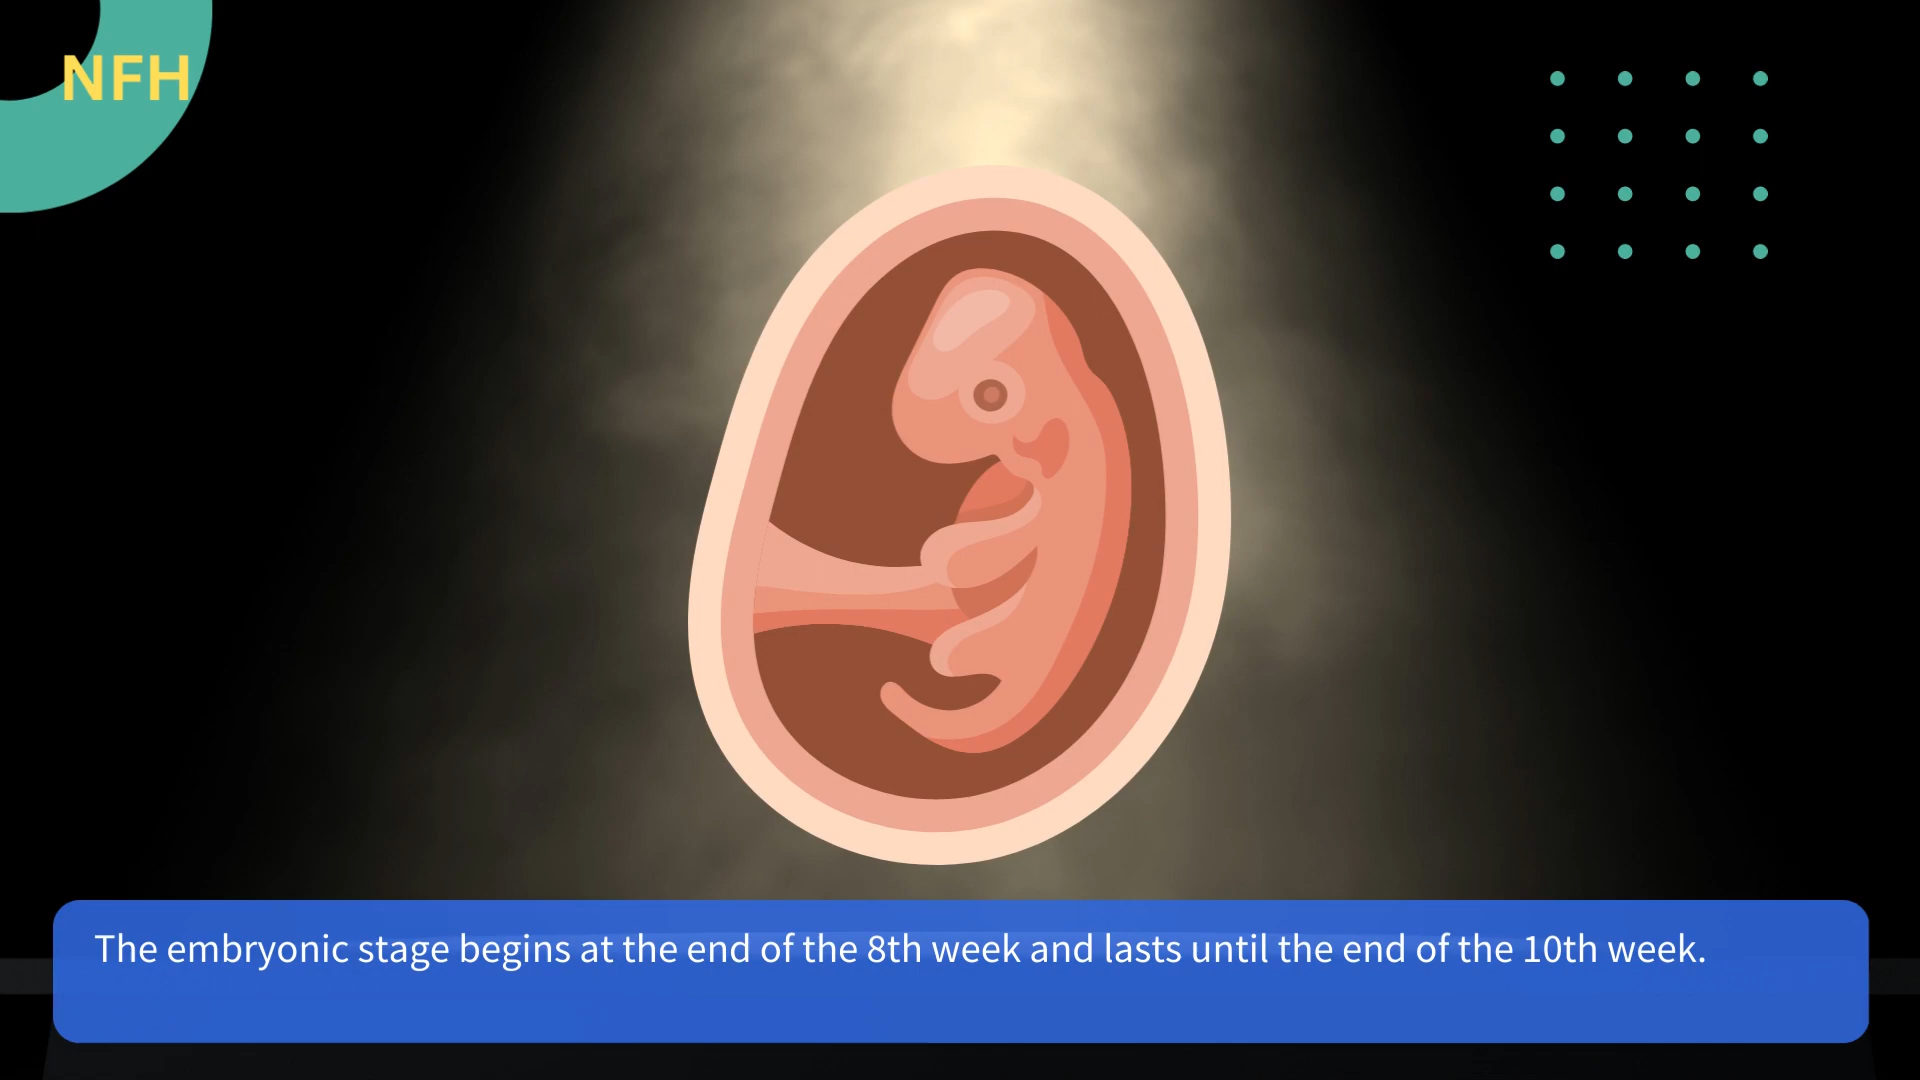 NFH
The embryonic stage begins at the end of the 8th week and lasts until the end of the 10th week.